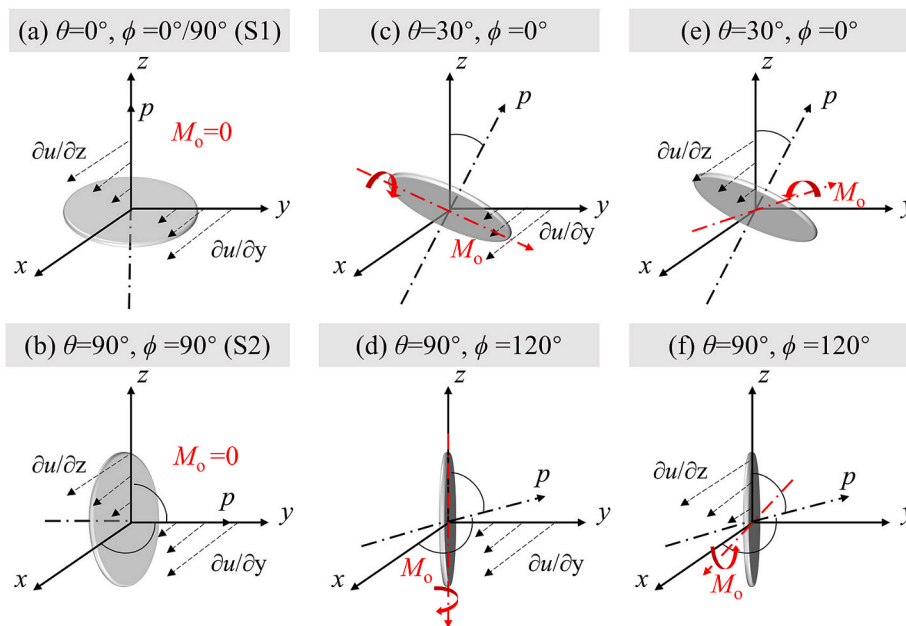 (a) θ=0°, ϕ=0°/90° (S1)
(c) θ=30°, ϕ=0°
(e) θ=30°, ϕ=0°
z
p
Mo=0
∂u/∂z
y
∂u/∂y
x
z
p
y
∂u/∂y
Mo
x
z
p
∂u/∂z
Mo
y
x
(b) θ=90°, ϕ=90° (S2)
(d) θ=90°, ϕ=120°
(f) θ=90°, ϕ=120°
z
Mo=0
∂u/∂z
p
y
∂u/∂y
x
z
p
y
Mo
∂u/∂y
x
z
∂u/∂z
p
y
x
Mo